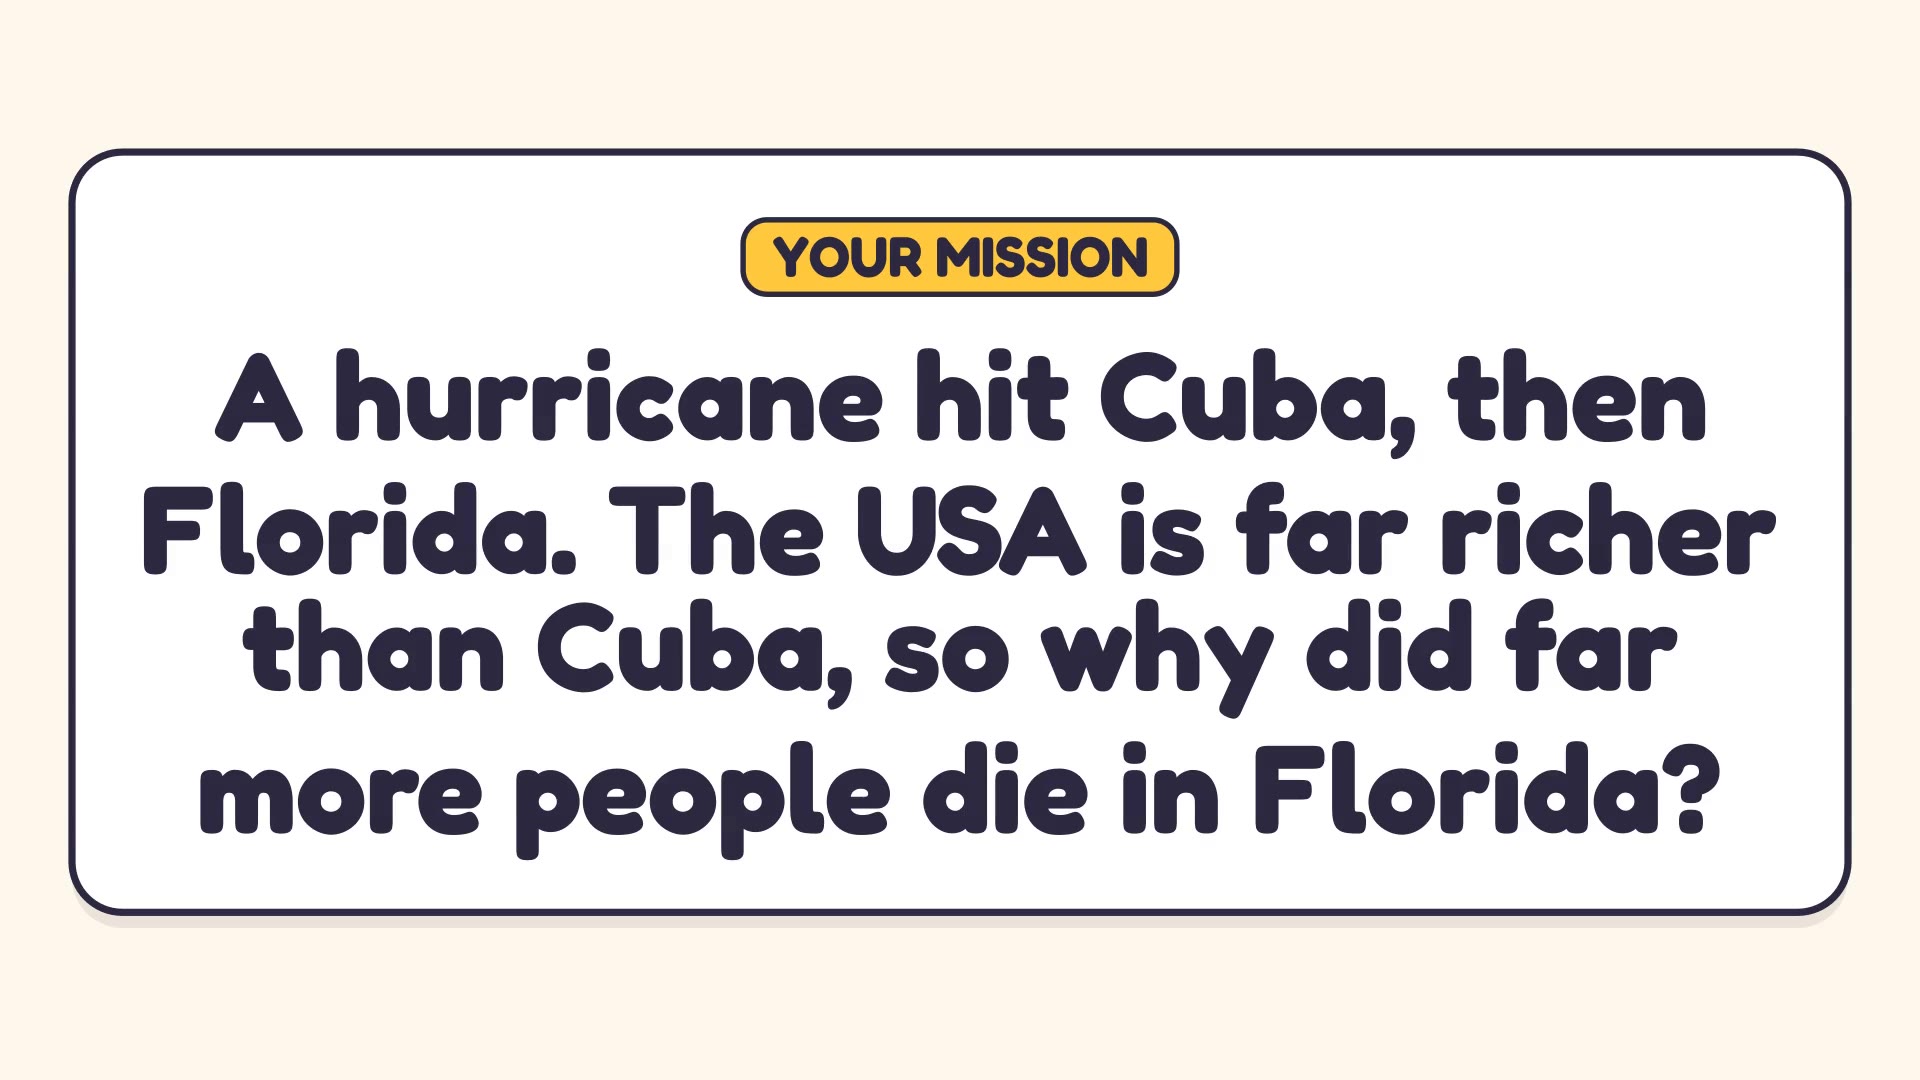 YOUR MISSION
A hurricane hit Cuba, then
Florida. The USA is far richer
than Cuba, so why did far
more people die in Florida?